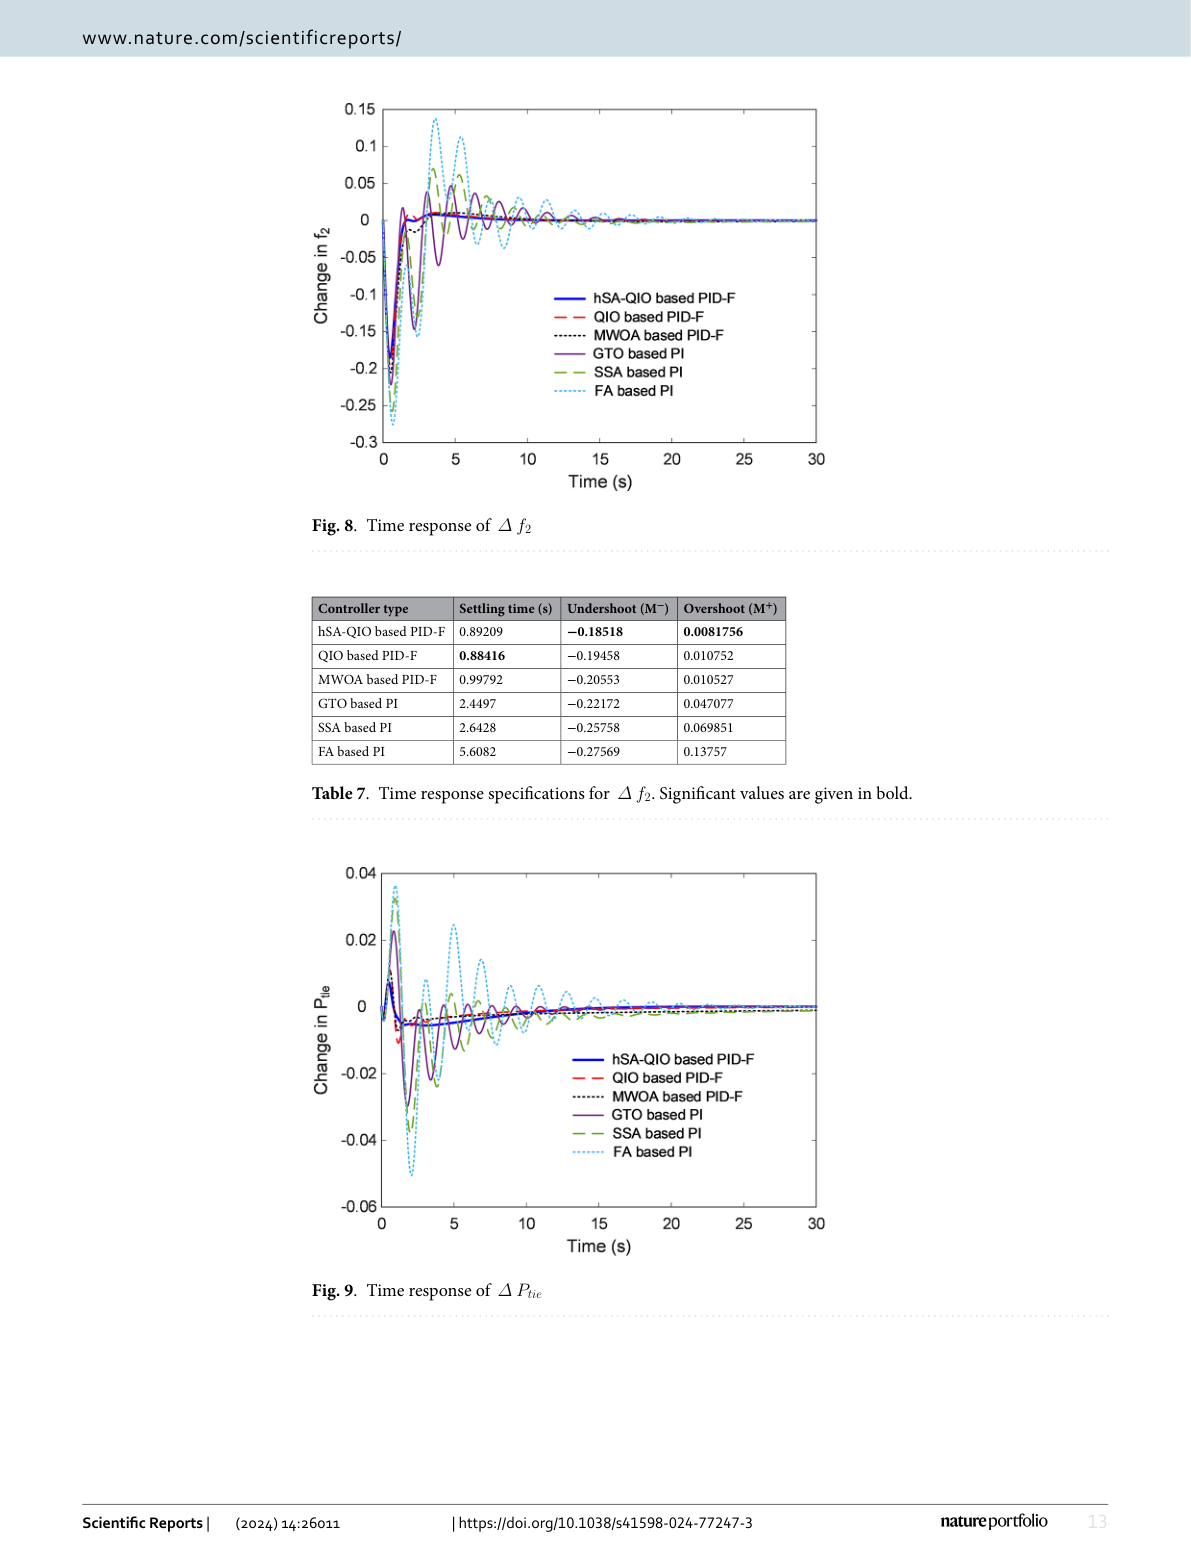 www.nature.com/scientificreports/
0.15
0.1
0.05
0
-0.05
-0.1
-0.15
-0.2
-0.25
-0.3
Change in f2
hSA-QIO based PID-F
QIO based PID-F
MWOA based PID-F
GTO based PI
SSA based PI
FA based PI
0 5 10 15 20 25 30
Time (s)
Fig. 8. Time response of Δ f2
Controller type Settling time (s) Undershoot (M−) Overshoot (M+)
hSA-QIO based PID-F 0.89209 −0.18518 0.0081756
QIO based PID-F 0.88416 −0.19458 0.010752
MWOA based PID-F 0.99792 −0.20553 0.010527
GTO based PI 2.4497 −0.22172 0.047077
SSA based PI 2.6428 −0.25758 0.069851
FA based PI 5.6082 −0.27569 0.13757
Table 7. Time response specifications for Δ f2. Significant values are given in bold.
0.04
0.02
0
-0.02
-0.04
-0.06
Change in Ptie
hSA-QIO based PID-F
QIO based PID-F
MWOA based PID-F
GTO based PI
SSA based PI
FA based PI
0 5 10 15 20 25 30
Time (s)
Fig. 9. Time response of Δ Ptie
Scientific Reports | (2024) 14:26011 | https://doi.org/10.1038/s41598-024-77247-3 nature portfolio 13